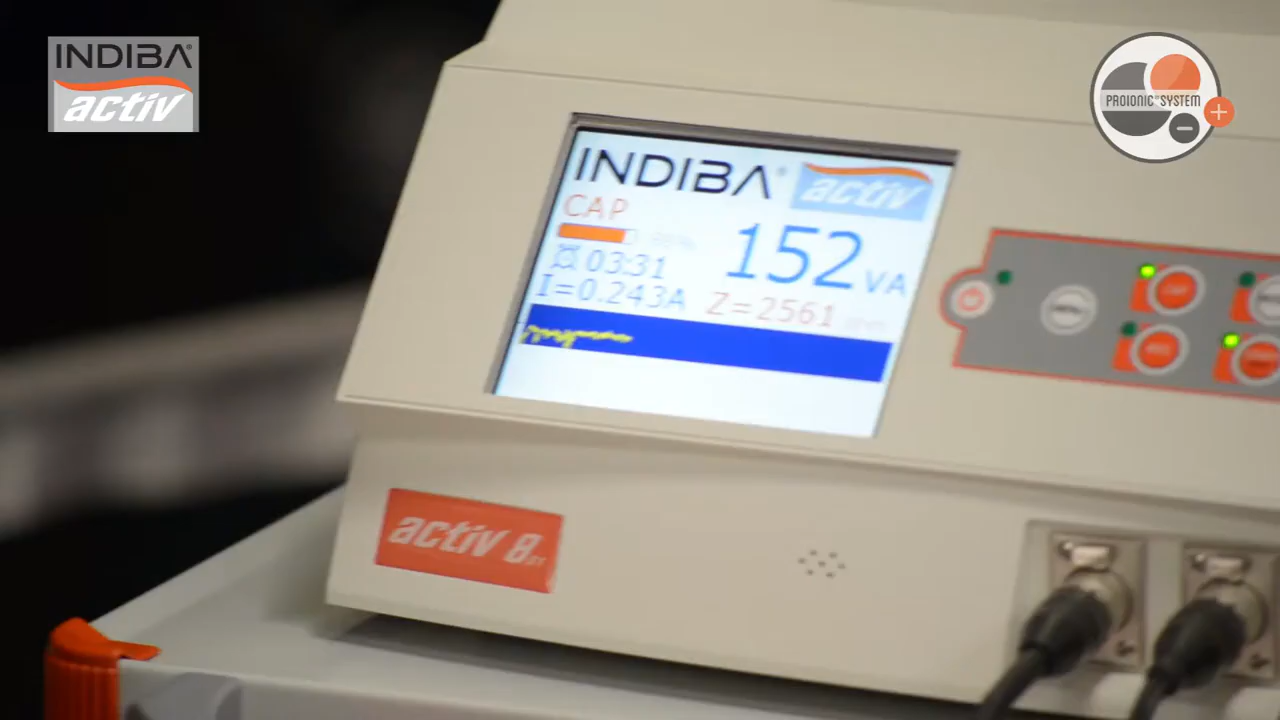 INDIBA®
activ
PROIONIC® SYSTEM
INDIBA®
activ
CAP
152 VA
03:31
I=0.243A Z=2561
activ 8